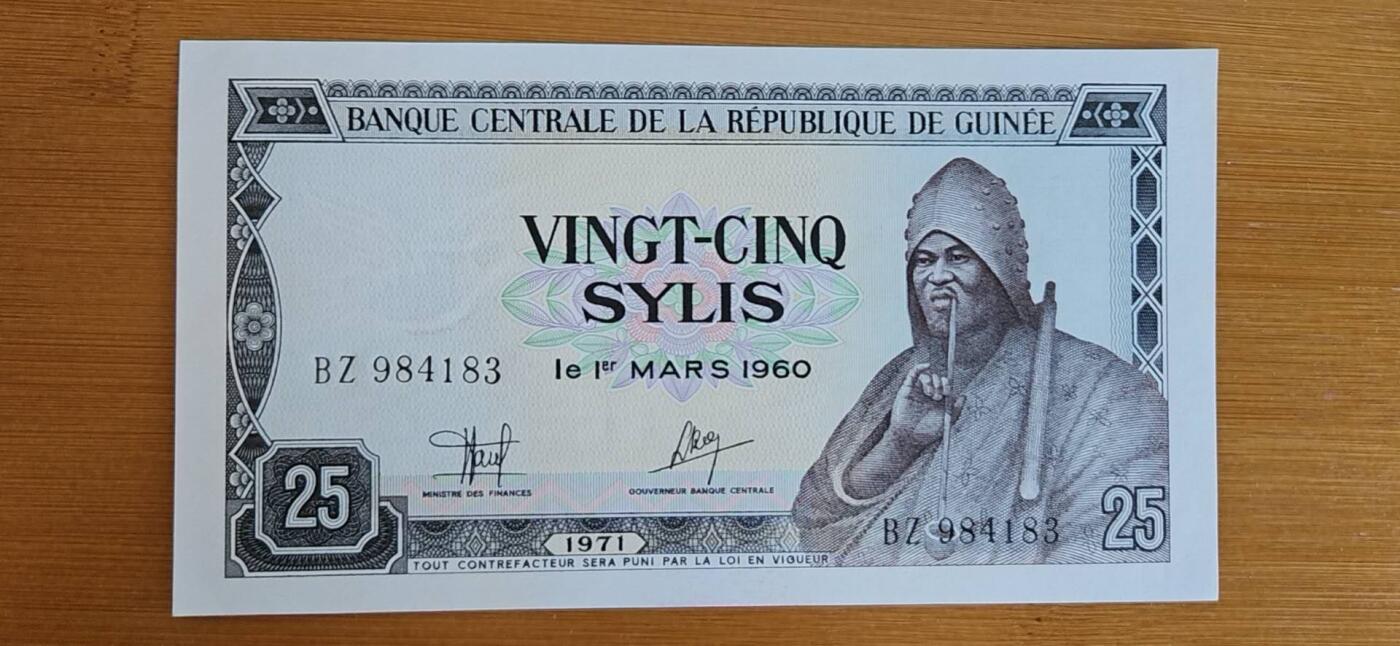 BANQUE CENTRALE DE LA RÉPUBLIQUE DE GUINÉE
VINGT-CINQ
SYLIS
BZ 984183
le 1er MARS 1960
MINISTRE DES FINANCES
GOUVERNEUR BANQUE CENTRALE
25
1971
BZ 984183
25
TOUT CONTREFACTEUR SERA PUNI PAR LA LOI EN VIGUEUR